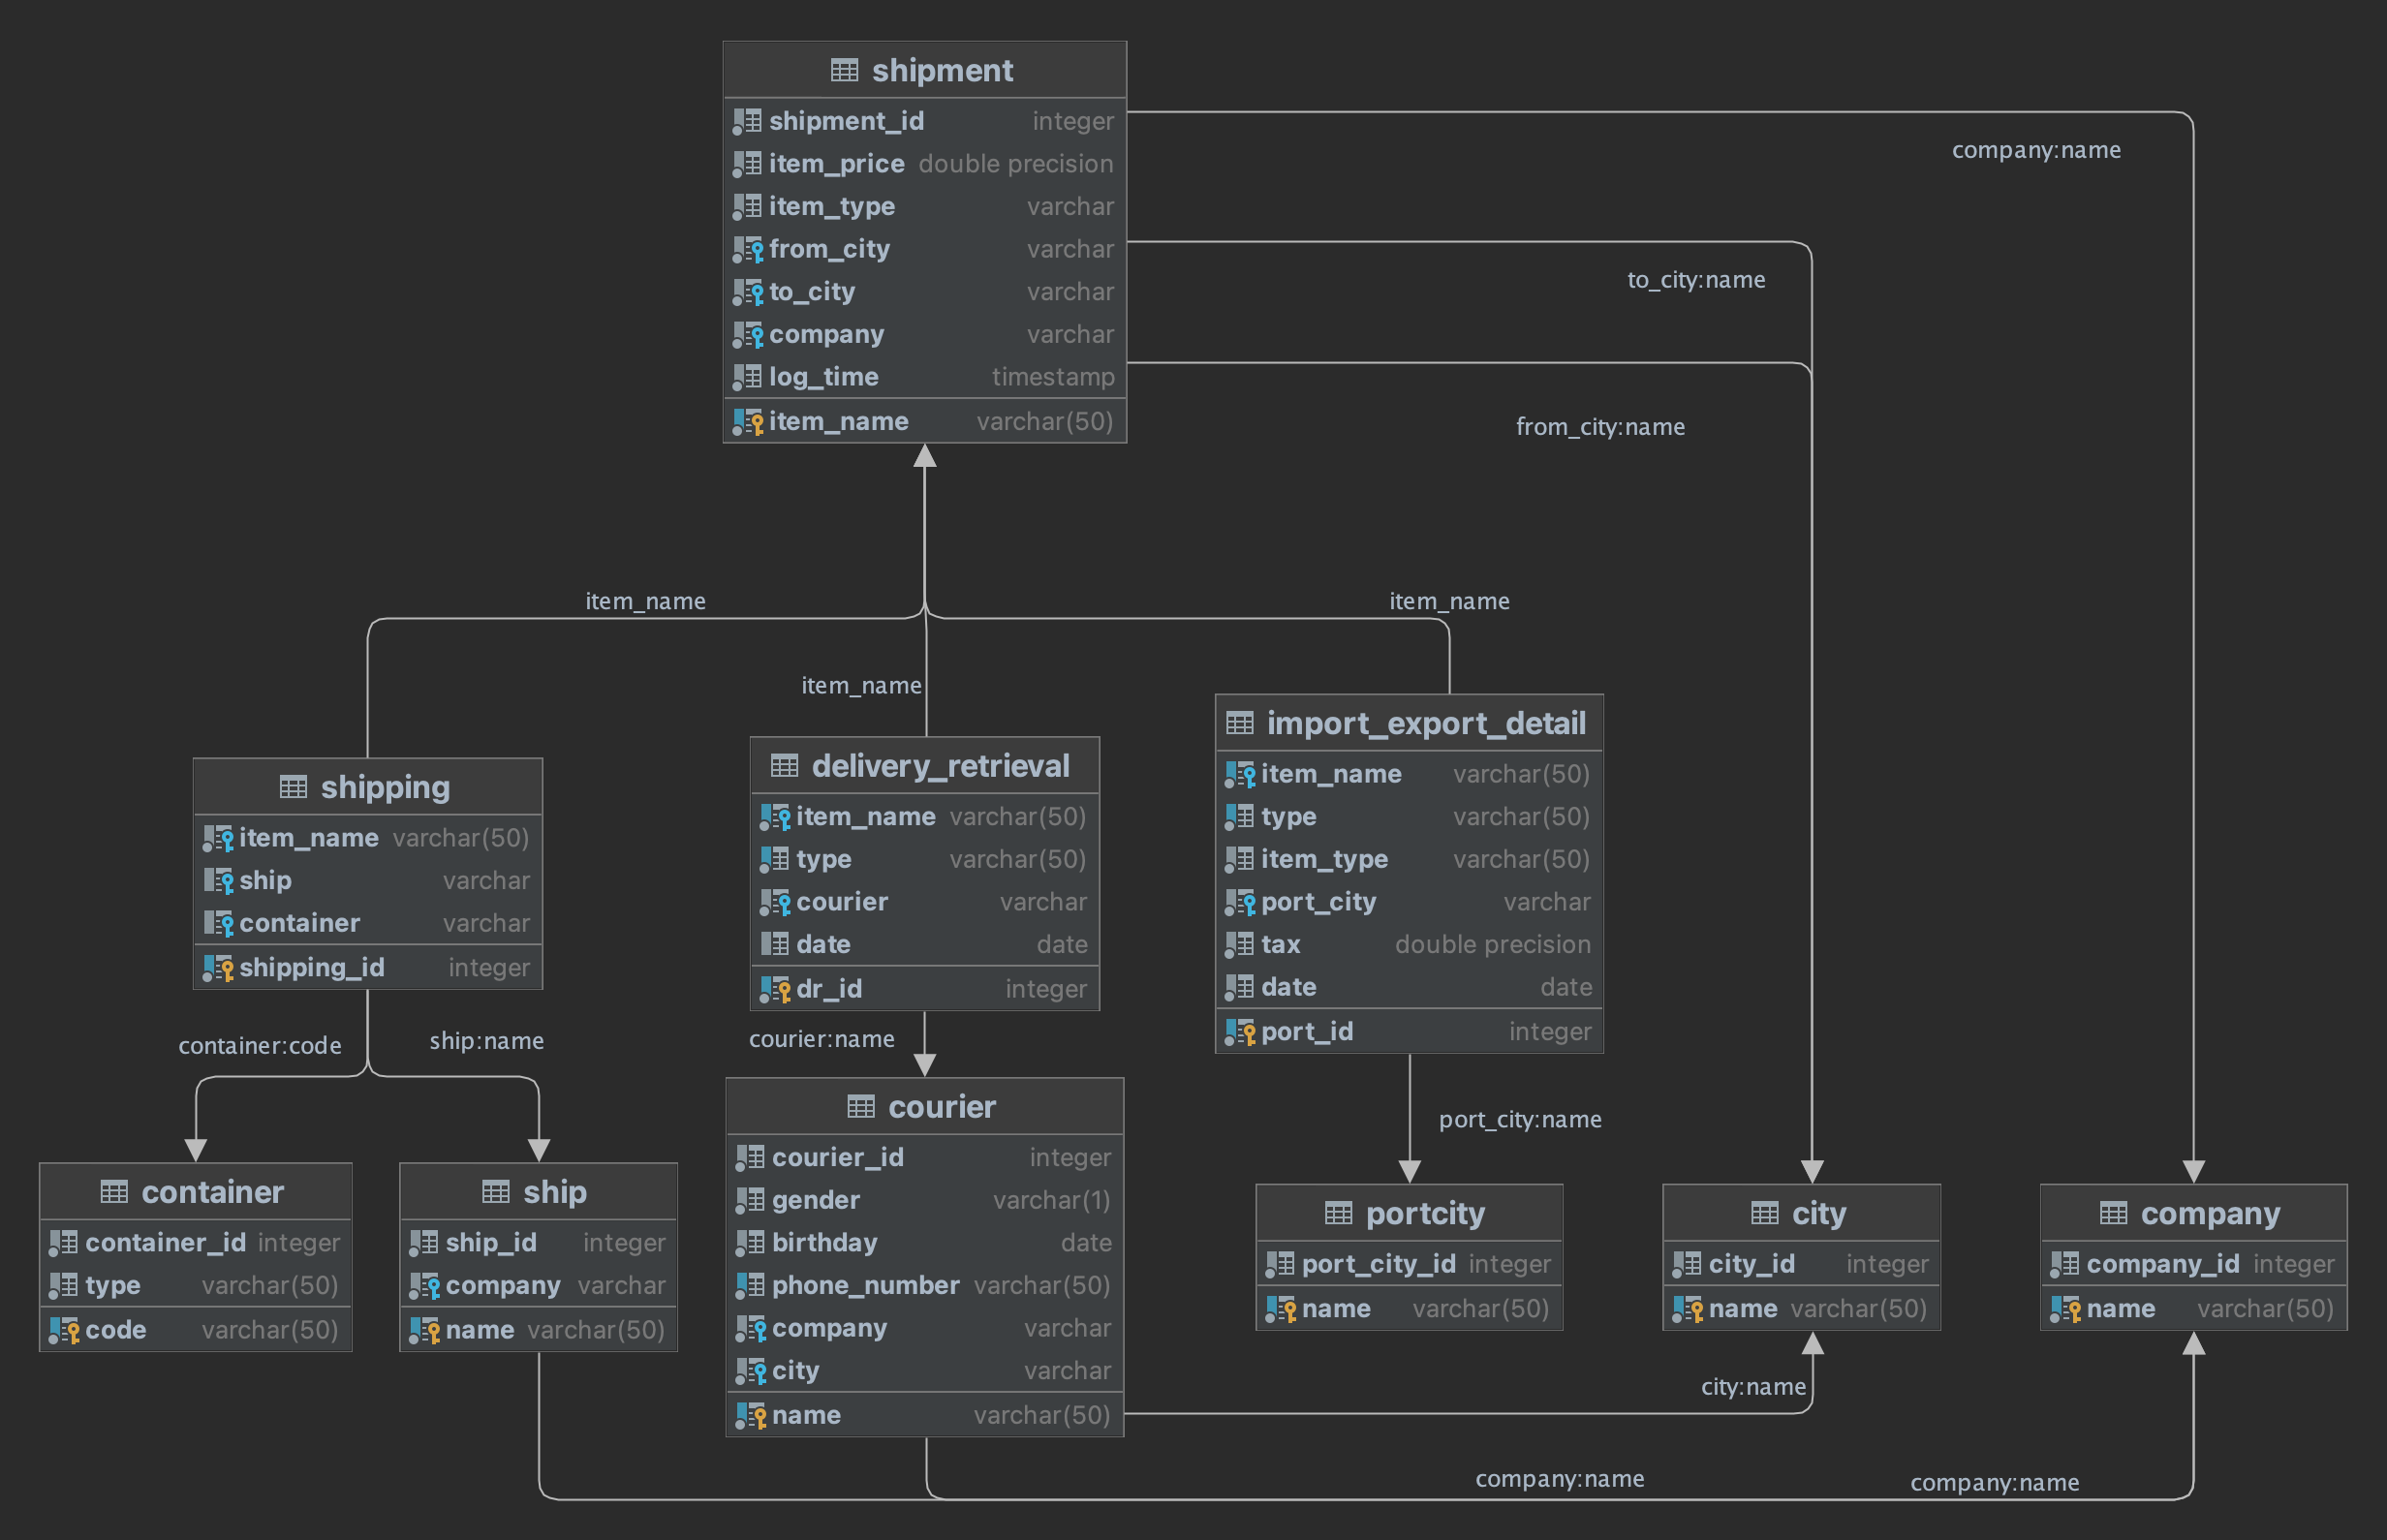 shipment
shipment_id integer
item_price double precision
item_type varchar
from_city varchar
to_city varchar
company varchar
log_time timestamp
item_name varchar(50)
company:name
to_city:name
from_city:name
item_name
item_name
item_name
shipping
item_name varchar(50)
ship varchar
container varchar
shipping_id integer
delivery_retrieval
item_name varchar(50)
type varchar(50)
courier varchar
date date
dr_id integer
import_export_detail
item_name varchar(50)
type varchar(50)
item_type varchar(50)
port_city varchar
tax double precision
date date
port_id integer
container:code
ship:name
courier:name
port_city:name
container
container_id integer
type varchar(50)
code varchar(50)
ship
ship_id integer
company varchar
name varchar(50)
courier
courier_id integer
gender varchar(1)
birthday date
phone_number varchar(50)
company varchar
city varchar
name varchar(50)
portcity
port_city_id integer
name varchar(50)
city
city_id integer
name varchar(50)
company
company_id integer
name varchar(50)
city:name
company:name
company:name